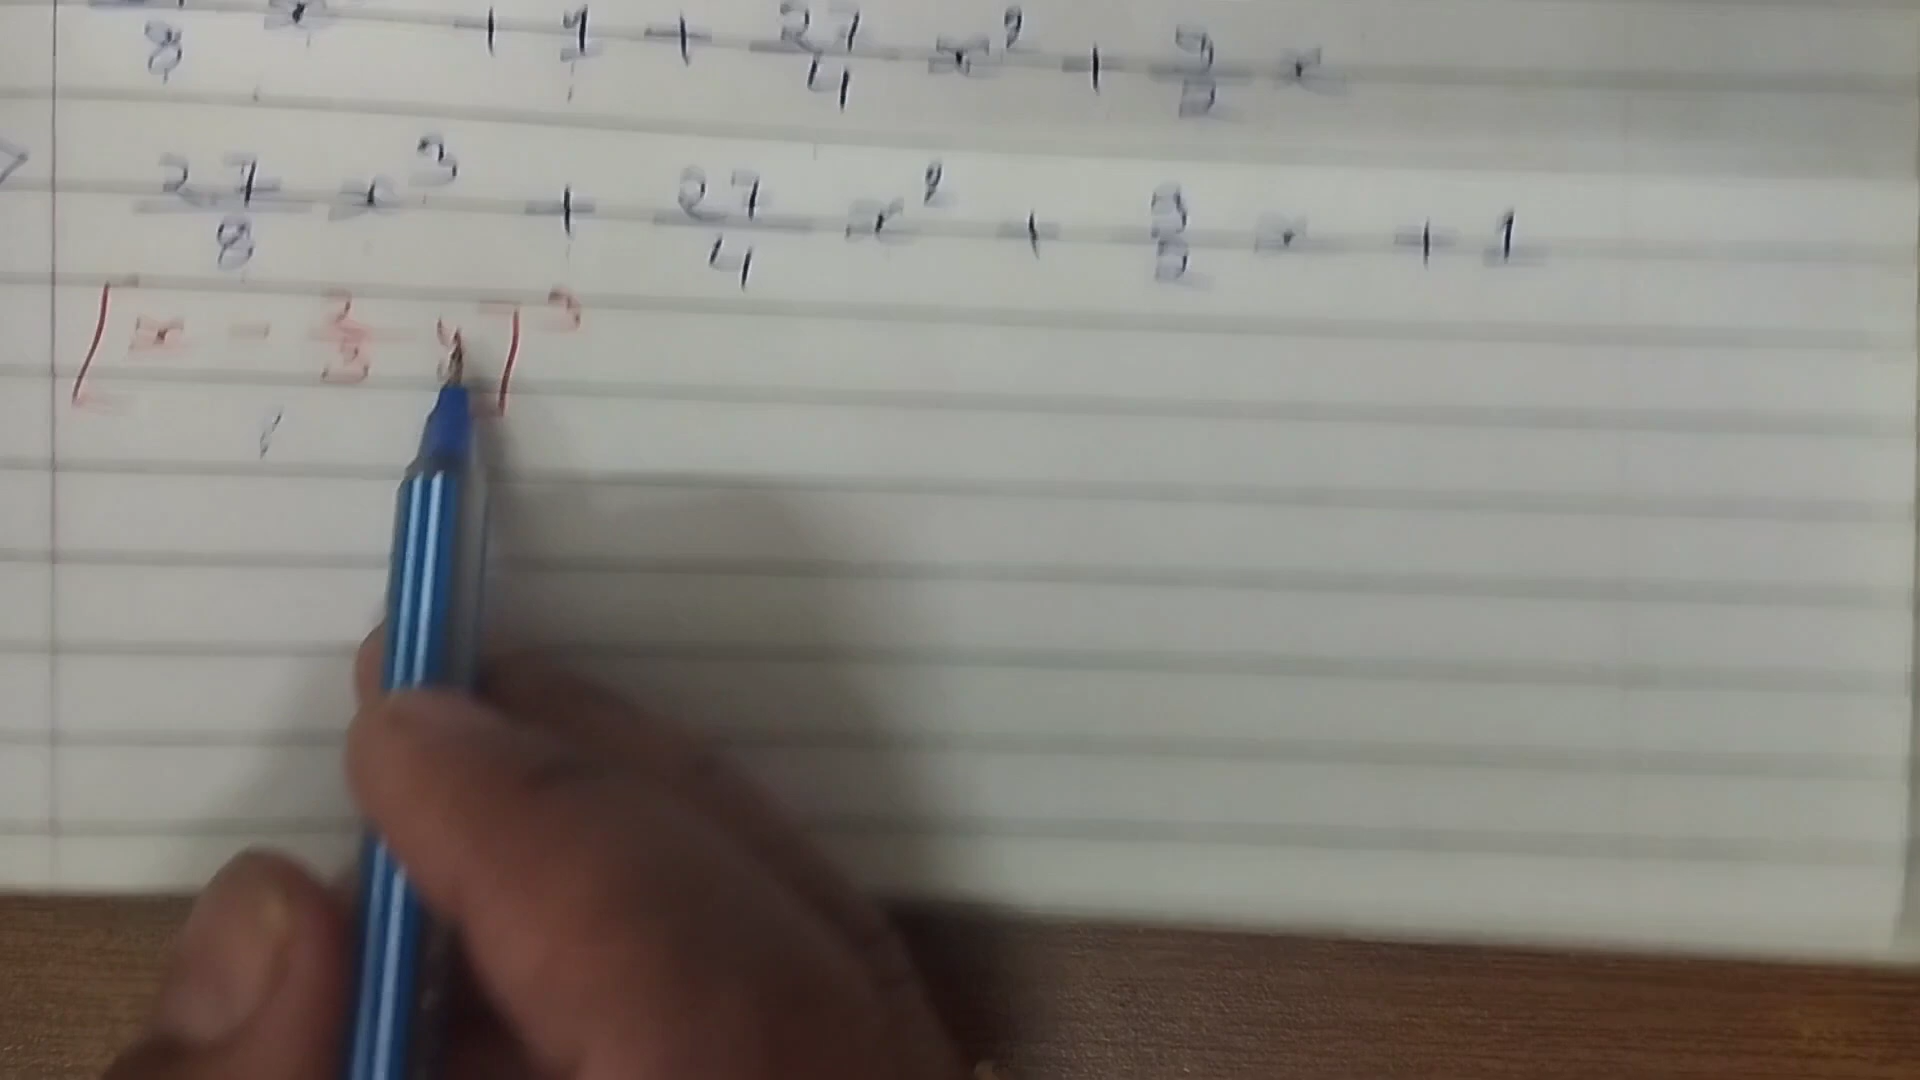 8 x + 1 + 27/4 x² + 9/2 x
27/8 x³ + 27/4 x² + 9/2 x + 1
[x - 2/3 y]³